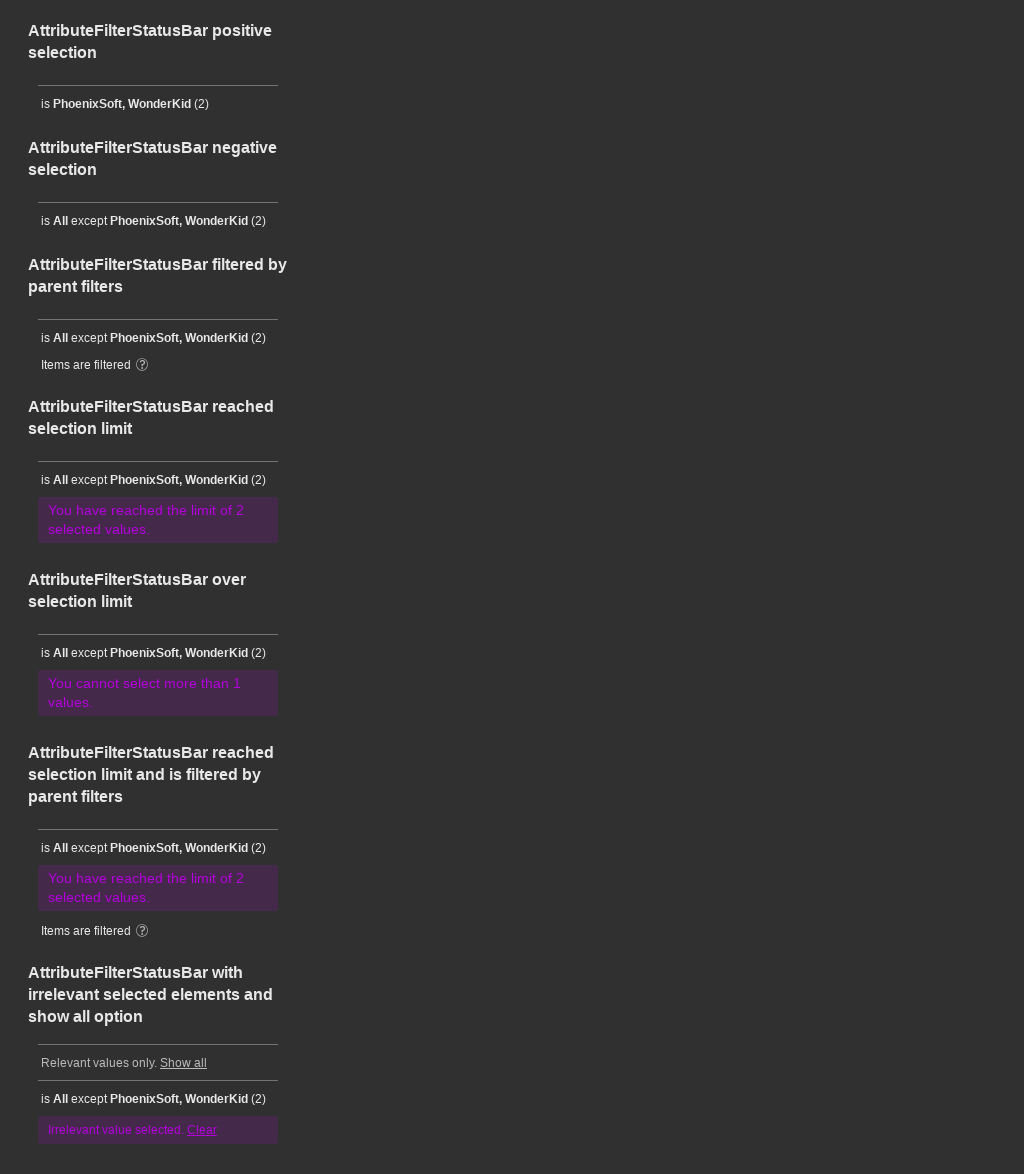 AttributeFilterStatusBar positive
selection
is PhoenixSoft, WonderKid (2)
AttributeFilterStatusBar negative
selection
is All except PhoenixSoft, WonderKid (2)
AttributeFilterStatusBar filtered by
parent filters
is All except PhoenixSoft, WonderKid (2)
Items are filtered ?
AttributeFilterStatusBar reached
selection limit
is All except PhoenixSoft, WonderKid (2)
You have reached the limit of 2
selected values.
AttributeFilterStatusBar over
selection limit
is All except PhoenixSoft, WonderKid (2)
You cannot select more than 1
values.
AttributeFilterStatusBar reached
selection limit and is filtered by
parent filters
is All except PhoenixSoft, WonderKid (2)
You have reached the limit of 2
selected values.
Items are filtered ?
AttributeFilterStatusBar with
irrelevant selected elements and
show all option
Relevant values only. Show all
is All except PhoenixSoft, WonderKid (2)
Irrelevant value selected. Clear